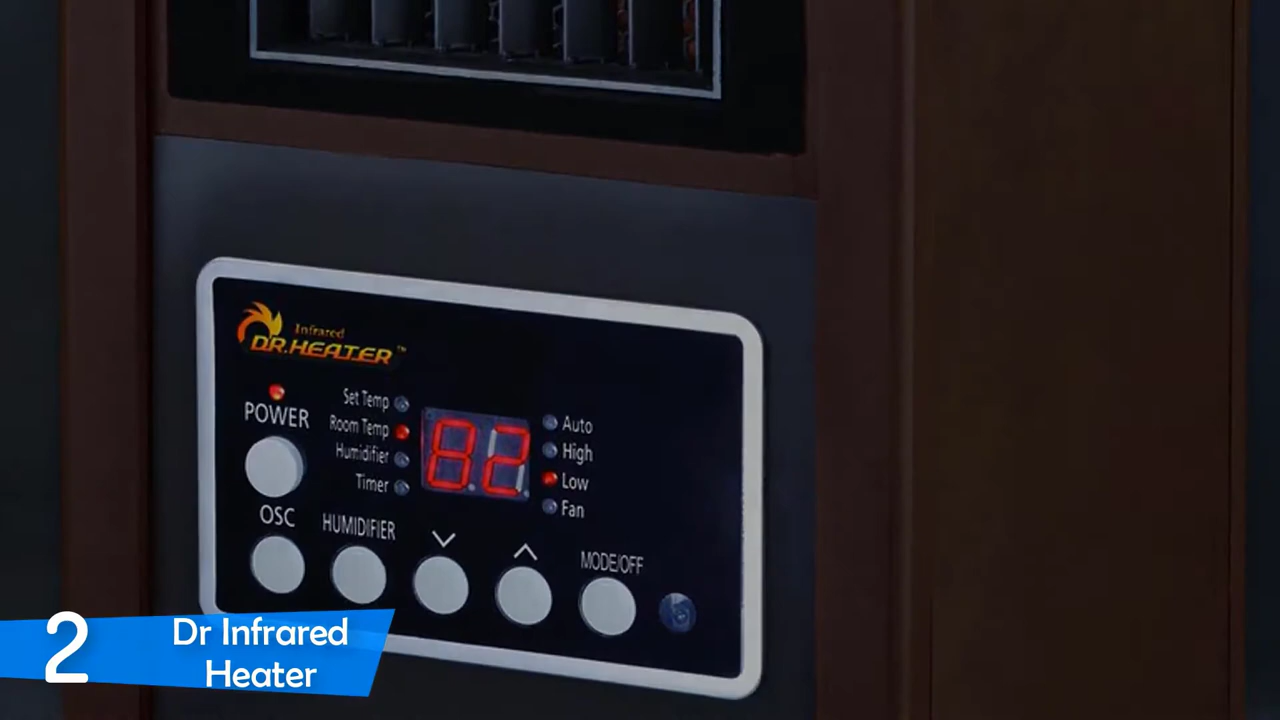 Infrared
DR.HEATER™
POWER
Set Temp
Room Temp
Humidifier
Timer
82
Auto
High
Low
Fan
OSC
HUMIDIFIER
MODE/OFF
2
Dr Infrared
Heater